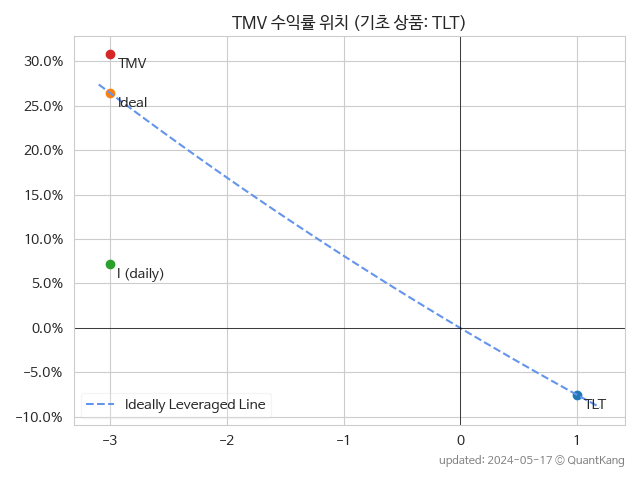 TMV 수익률 위치 (기초 상품: TLT)
30.0%
25.0%
20.0%
15.0%
10.0%
5.0%
0.0%
-5.0%
-10.0%
TMV
Ideal
I (daily)
TLT
Ideally Leveraged Line
-3
-2
-1
0
1
updated: 2024-05-17 © QuantKang